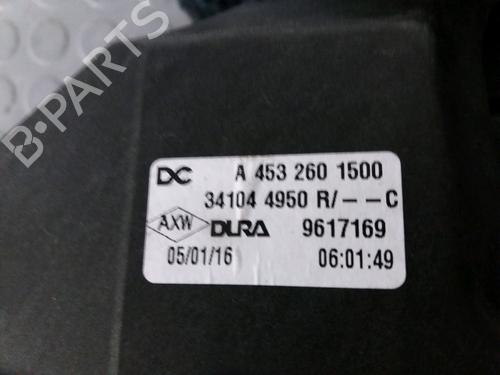 B-PARTS
DC A 453 260 1500
34104 4950 R/--C
AXW DURA 9617169
05/01/16 06:01:49